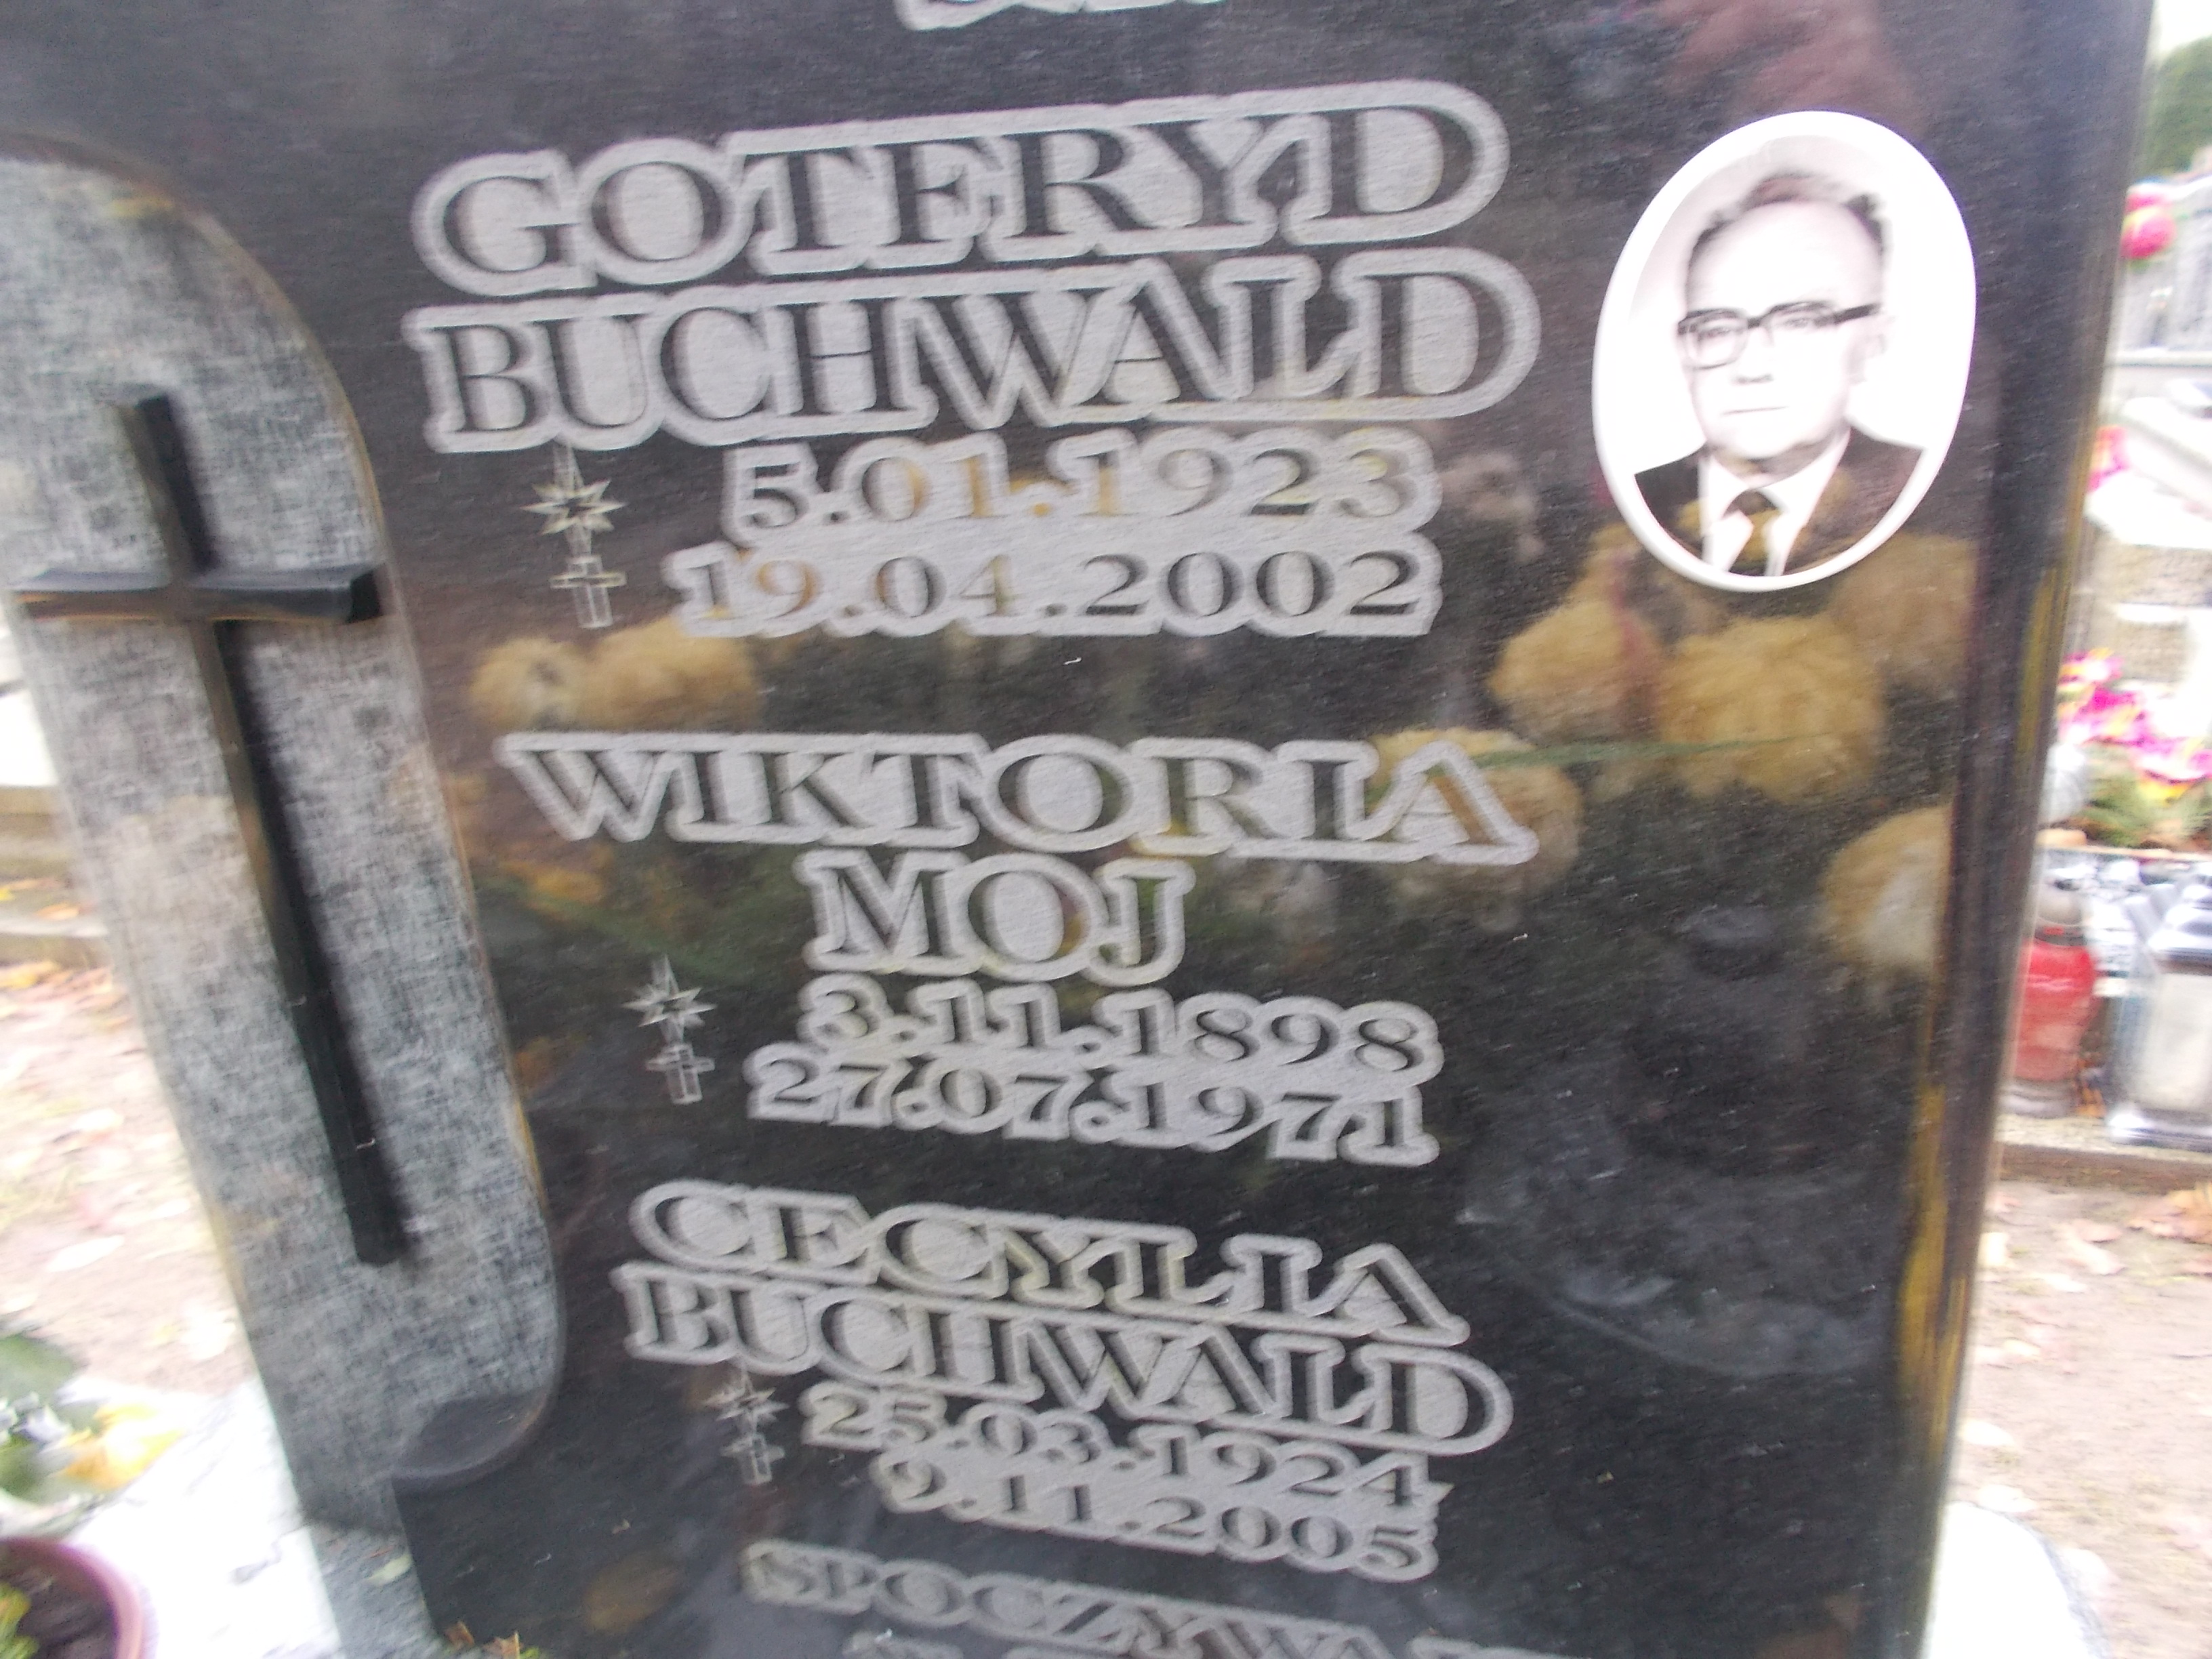 GOTFRYD
BUCHWALD
5.01.1923
19.04.2002
WIKTORIA
MOJ
3.11.1898
27.07.1971
CECYLIA
BUCHWALD
25.03.1924
9.11.2005